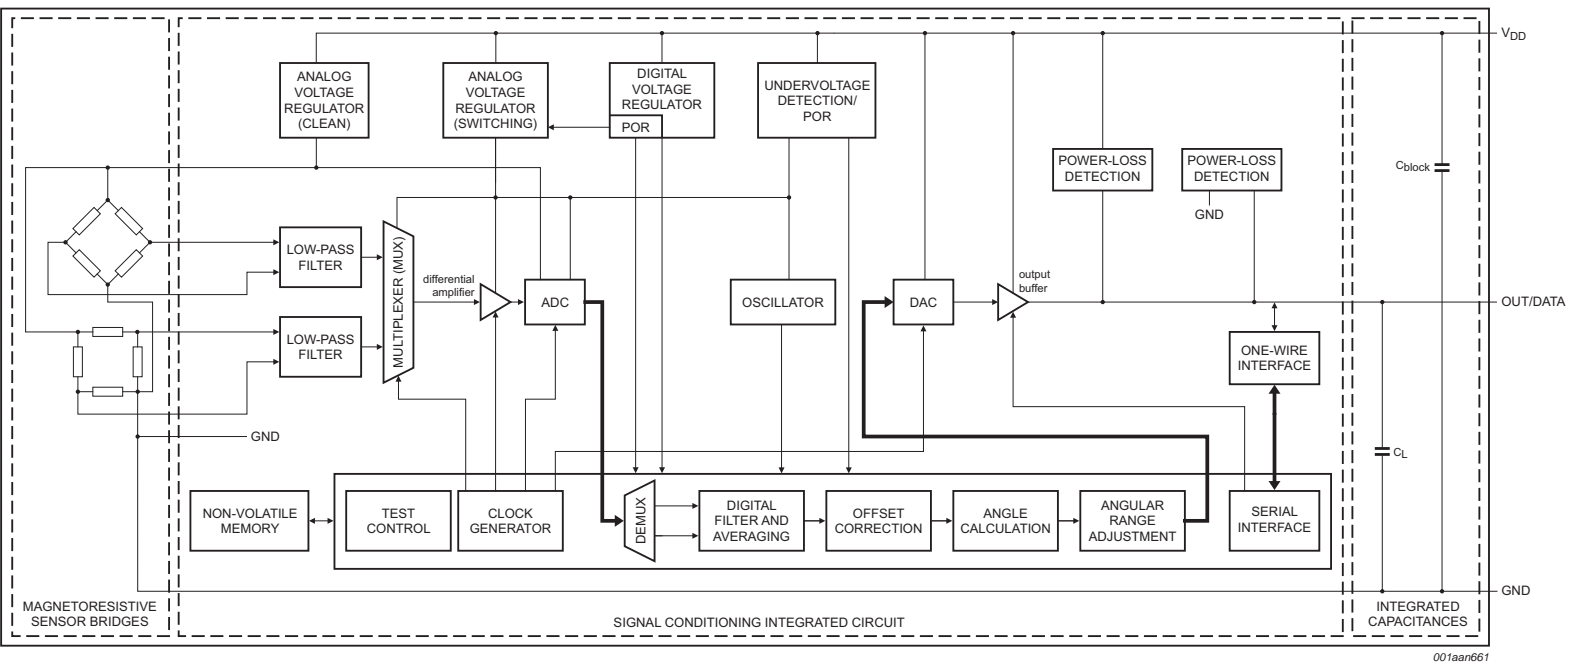 VDD
ANALOG
VOLTAGE
REGULATOR
(CLEAN)
ANALOG
VOLTAGE
REGULATOR
(SWITCHING)
DIGITAL
VOLTAGE
REGULATOR
POR
UNDERVOLTAGE
DETECTION/
POR
POWER-LOSS
DETECTION
POWER-LOSS
DETECTION
GND
Cblock
LOW-PASS
FILTER
LOW-PASS
FILTER
MULTIPLEXER (MUX)
differential
amplifier
ADC
OSCILLATOR
DAC
output
buffer
OUT/DATA
ONE-WIRE
INTERFACE
GND
CL
NON-VOLATILE
MEMORY
TEST
CONTROL
CLOCK
GENERATOR
DEMUX
DIGITAL
FILTER AND
AVERAGING
OFFSET
CORRECTION
ANGLE
CALCULATION
ANGULAR
RANGE
ADJUSTMENT
SERIAL
INTERFACE
GND
MAGNETORESISTIVE
SENSOR BRIDGES
SIGNAL CONDITIONING INTEGRATED CIRCUIT
INTEGRATED
CAPACITANCES
001aan661